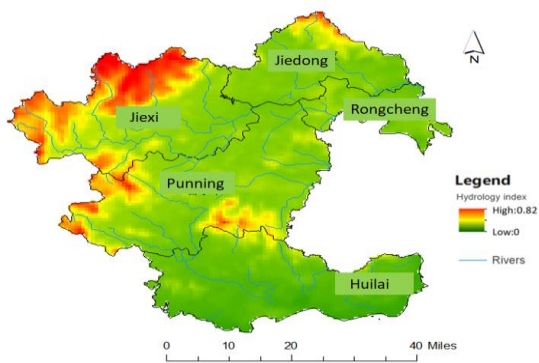 Jiedong
N
Rongcheng
Jiexi
Punning
Legend
Hydrology index
High:0.82
Low:0
Rivers
Huilai
0 10 20 40 Miles